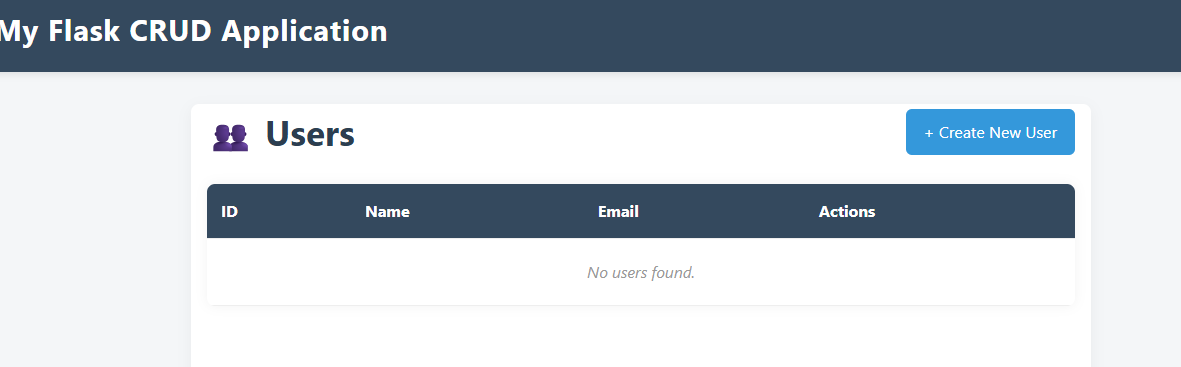 My Flask CRUD Application
Users
+ Create New User
ID Name Email Actions
No users found.